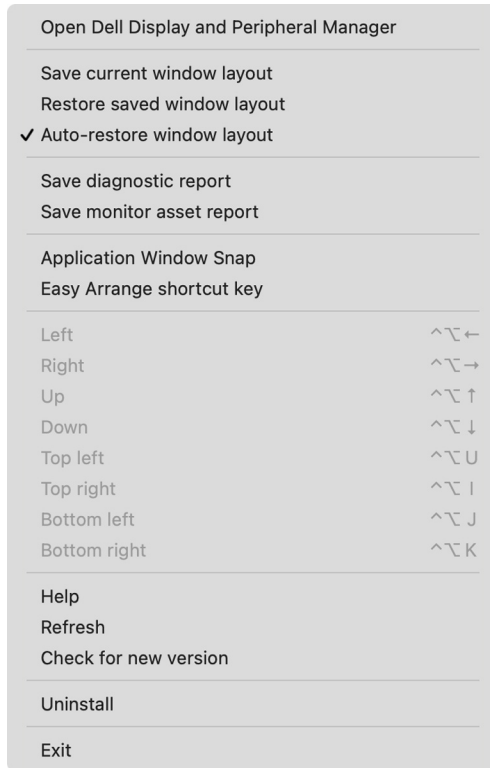 Open Dell Display and Peripheral Manager
Save current window layout
Restore saved window layout
✓ Auto-restore window layout
Save diagnostic report
Save monitor asset report
Application Window Snap
Easy Arrange shortcut key
Left ^⌥←
Right ^⌥→
Up ^⌥↑
Down ^⌥↓
Top left ^⌥U
Top right ^⌥I
Bottom left ^⌥J
Bottom right ^⌥K
Help
Refresh
Check for new version
Uninstall
Exit